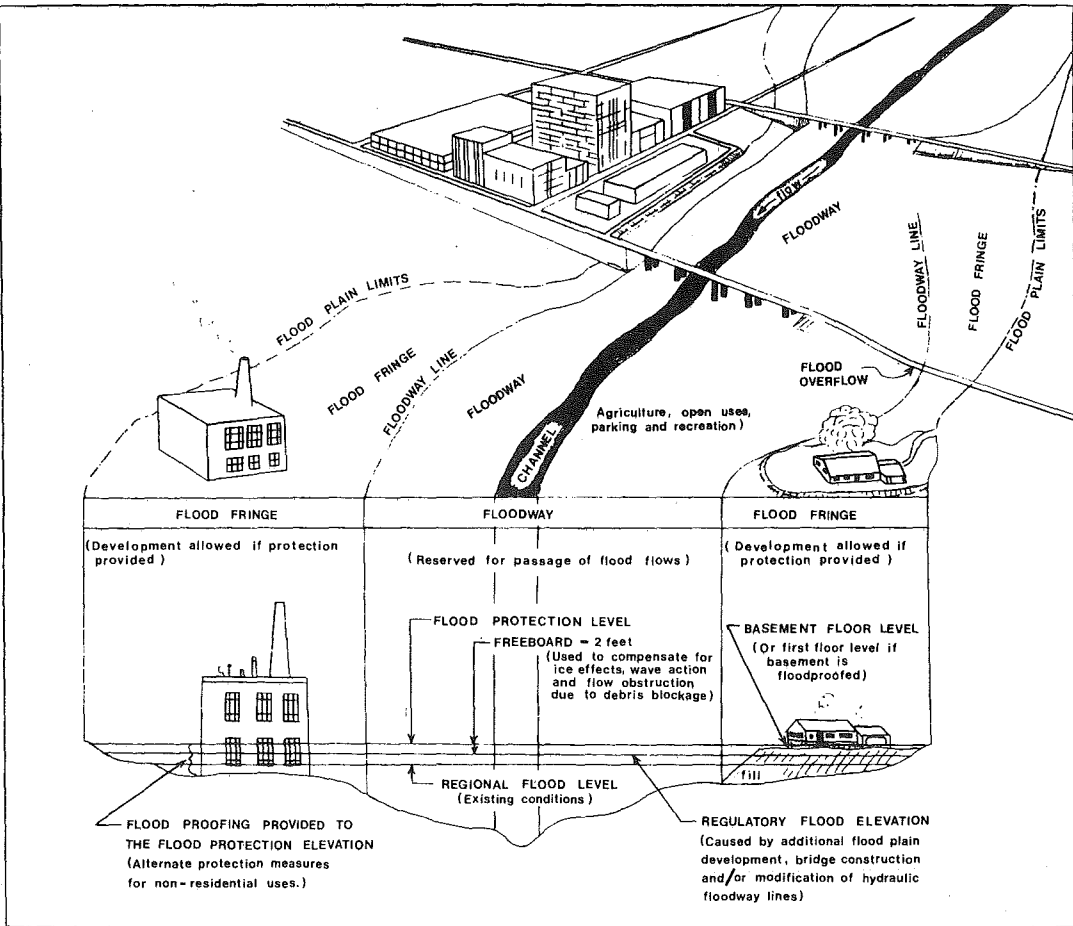 flow
FLOODWAY
FLOODWAY LINE
FLOOD FRINGE
FLOOD PLAIN LIMITS
FLOOD PLAIN LIMITS
FLOOD FRINGE
FLOODWAY LINE
FLOODWAY
FLOOD
OVERFLOW
Agriculture, open uses,
parking and recreation)
CHANNEL
FLOOD FRINGE
FLOODWAY
FLOOD FRINGE
(Development allowed if protection
provided)
(Reserved for passage of flood flows)
(Development allowed if
protection provided)
FLOOD PROTECTION LEVEL
FREEBOARD - 2 feet
(Used to compensate for
ice effects, wave action
and flow obstruction
due to debris blockage)
BASEMENT FLOOR LEVEL
(Or first floor level if
basement is
floodproofed)
fill
REGIONAL FLOOD LEVEL
(Existing conditions)
FLOOD PROOFING PROVIDED TO
THE FLOOD PROTECTION ELEVATION
(Alternate protection measures
for non-residential uses.)
REGULATORY FLOOD ELEVATION
(Caused by additional flood plain
development, bridge construction
and/or modification of hydraulic
floodway lines)